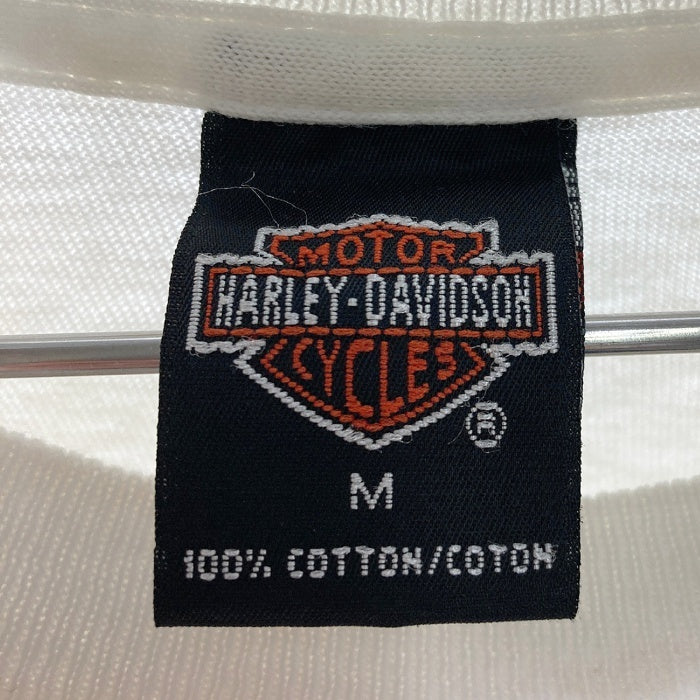 MOTOR
HARLEY-DAVIDSON
CYCLES
®
M
100% COTTON/COTON